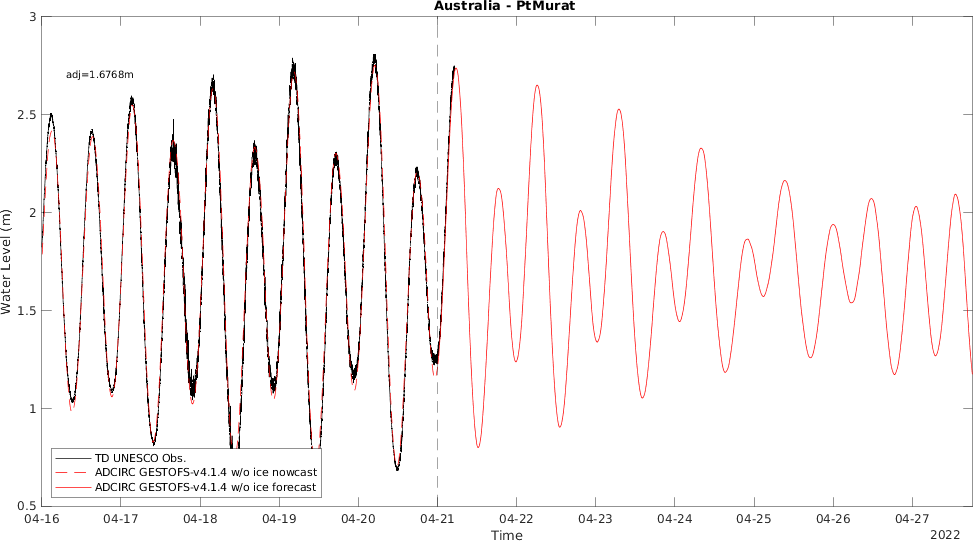 Australia - PtMurat
adj=1.6768m
Water Level (m)
3
2.5
2
1.5
1
0.5
TD UNESCO Obs.
ADCIRC GESTOFS-v4.1.4 w/o ice nowcast
ADCIRC GESTOFS-v4.1.4 w/o ice forecast
04-16 04-17 04-18 04-19 04-20 04-21 04-22 04-23 04-24 04-25 04-26 04-27
Time
2022